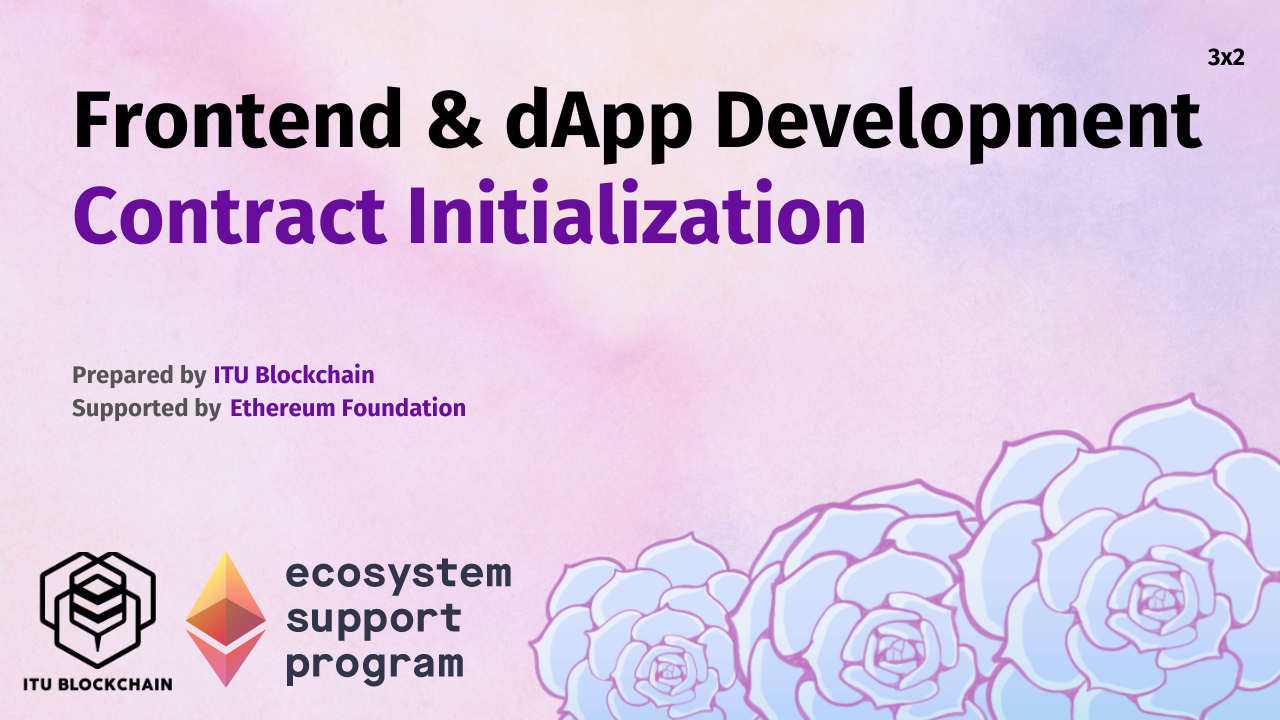 3x2
Frontend & dApp Development
Contract Initialization
Prepared by ITU Blockchain
Supported by Ethereum Foundation
ITU BLOCKCHAIN
ecosystem
support
program